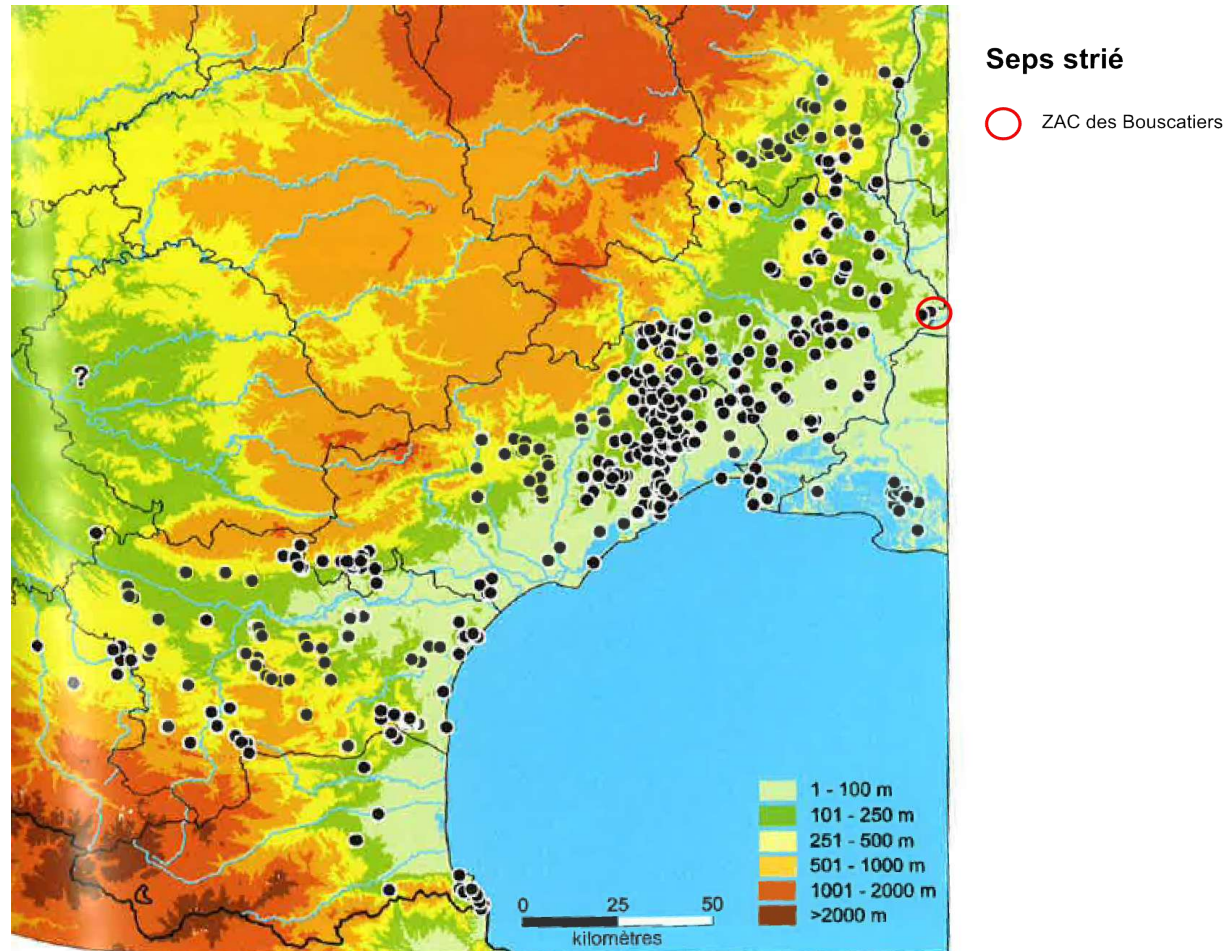 Seps strié
ZAC des Bouscatiers
?
1 - 100 m
101 - 250 m
251 - 500 m
501 - 1000 m
1001 - 2000 m
>2000 m
0 25 50
kilomètres